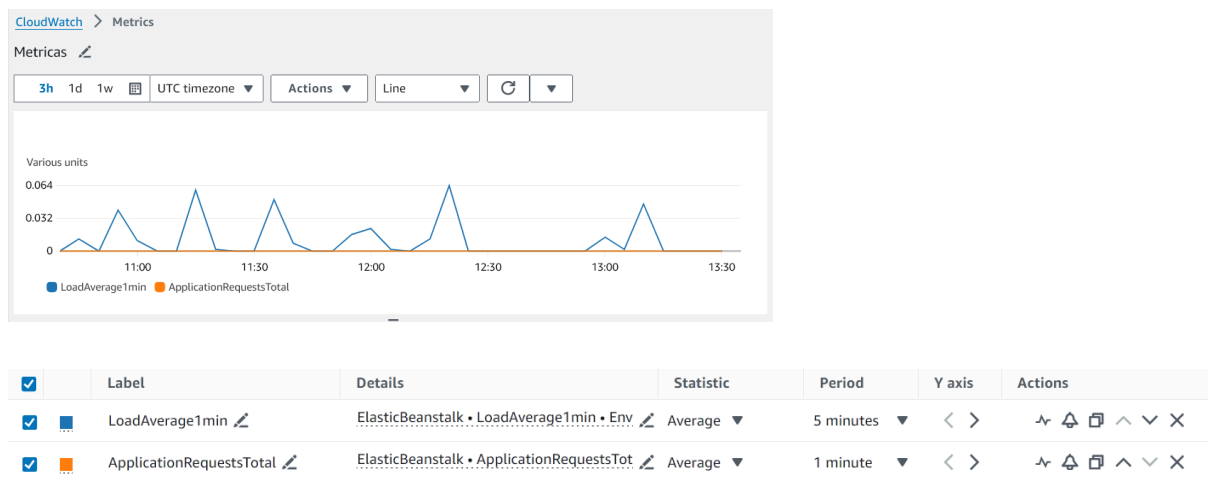 CloudWatch > Metrics
Metricas
3h 1d 1w UTC timezone Actions Line
Various units
0.064
0.032
0
11:00 11:30 12:00 12:30 13:00 13:30
LoadAverage1min ApplicationRequestsTotal
Label Details Statistic Period Y axis Actions
LoadAverage1min ElasticBeanstalk • LoadAverage1min • Env Average 5 minutes
ApplicationRequestsTotal ElasticBeanstalk • ApplicationRequestsTot Average 1 minute